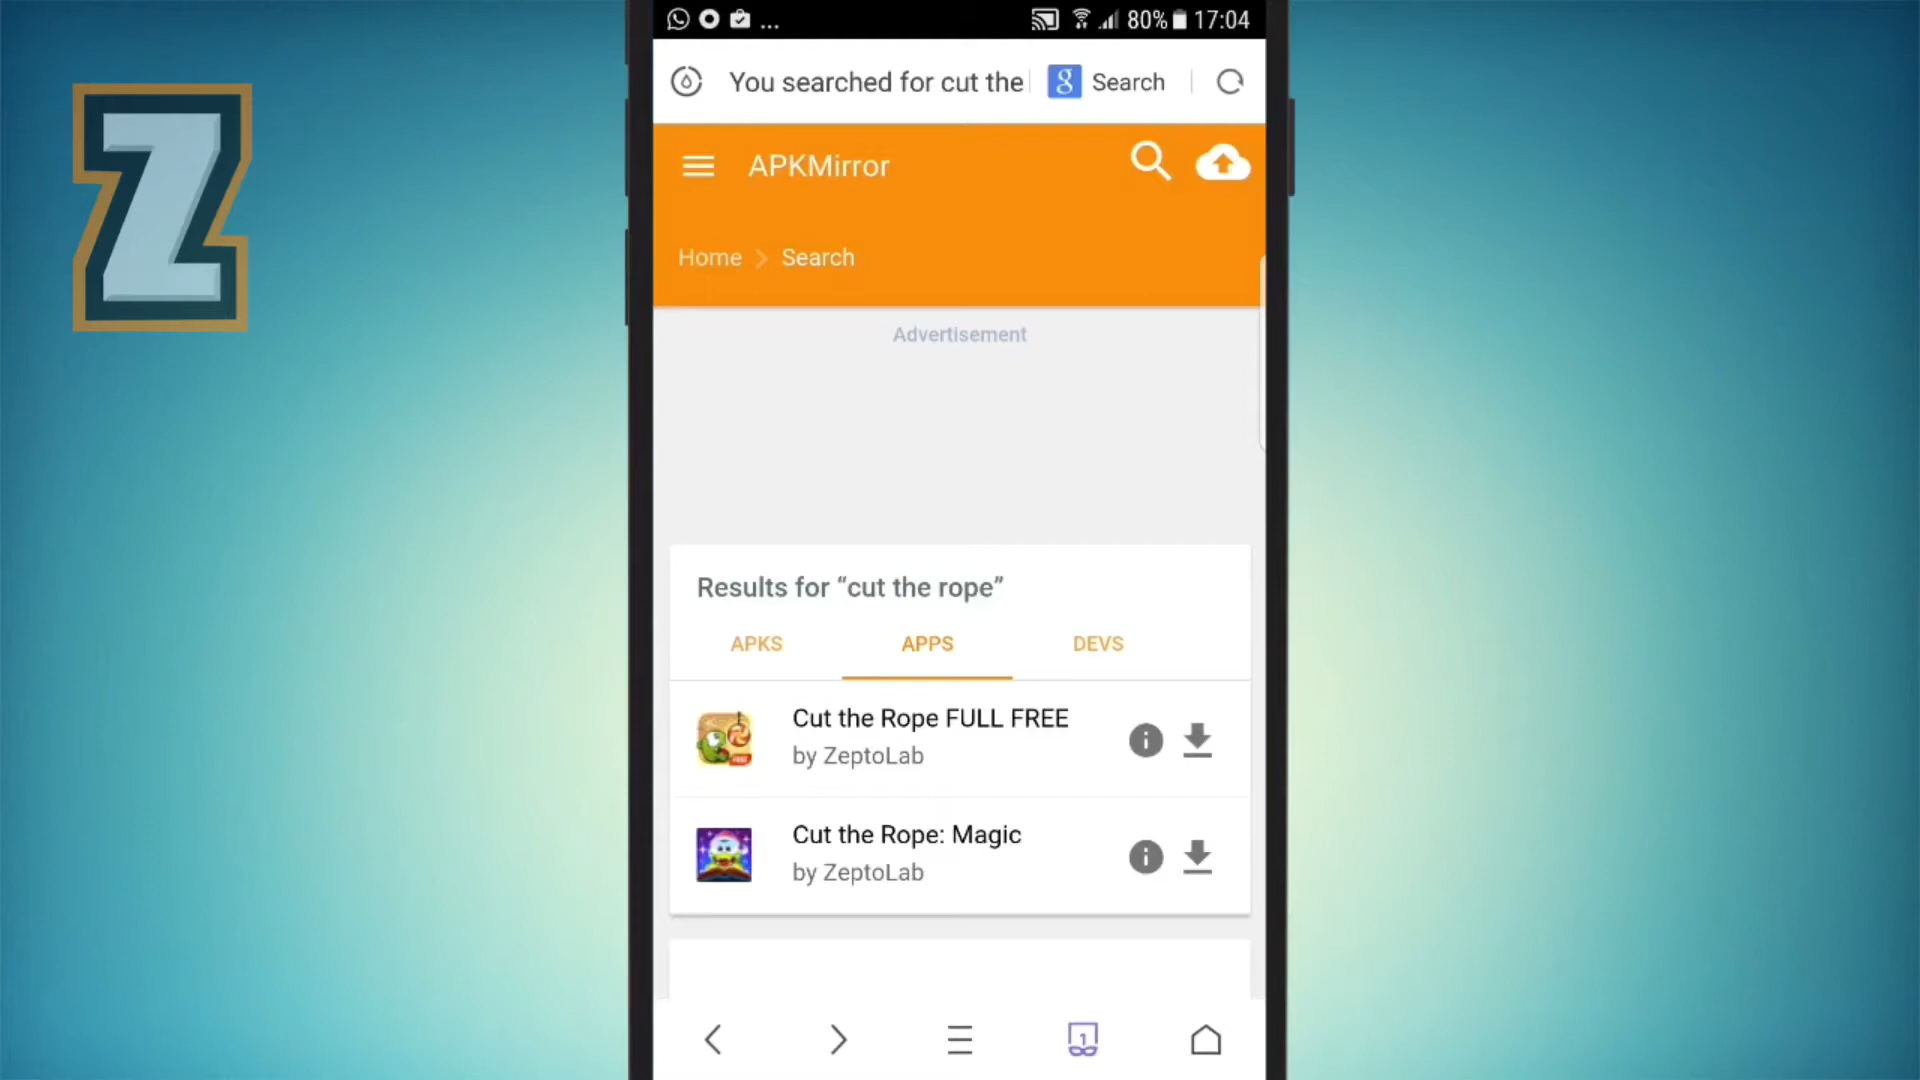 Z
... 80% 17:04
You searched for cut the g Search
APKMirror
Home Search
Advertisement
Results for “cut the rope”
APKS APPS DEVS
Cut the Rope FULL FREE
by ZeptoLab
Cut the Rope: Magic
by ZeptoLab
1